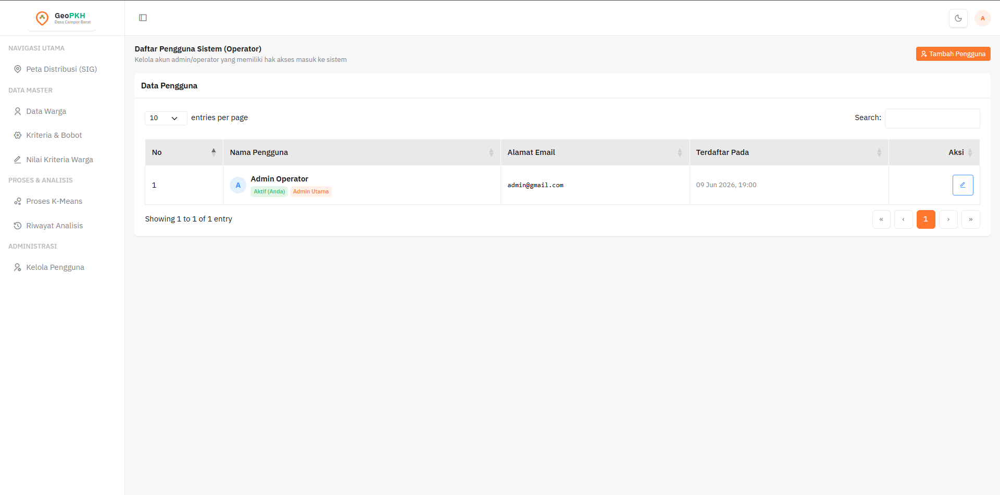 GeoPKH
Desa Campor Barat
A
NAVIGASI UTAMA
Peta Distribusi (SIG)
DATA MASTER
Data Warga
Kriteria & Bobot
Nilai Kriteria Warga
PROSES & ANALISIS
Proses K-Means
Riwayat Analisis
ADMINISTRASI
Kelola Pengguna
Daftar Pengguna Sistem (Operator)
Kelola akun admin/operator yang memiliki hak akses masuk ke sistem
Tambah Pengguna
Data Pengguna
10 entries per page
Search:
No Nama Pengguna Alamat Email Terdaftar Pada Aksi
1 A Admin Operator admin@gmail.com 09 Jun 2026, 19:00
Aktif (Anda) Admin Utama
Showing 1 to 1 of 1 entry
« ‹ 1 › »